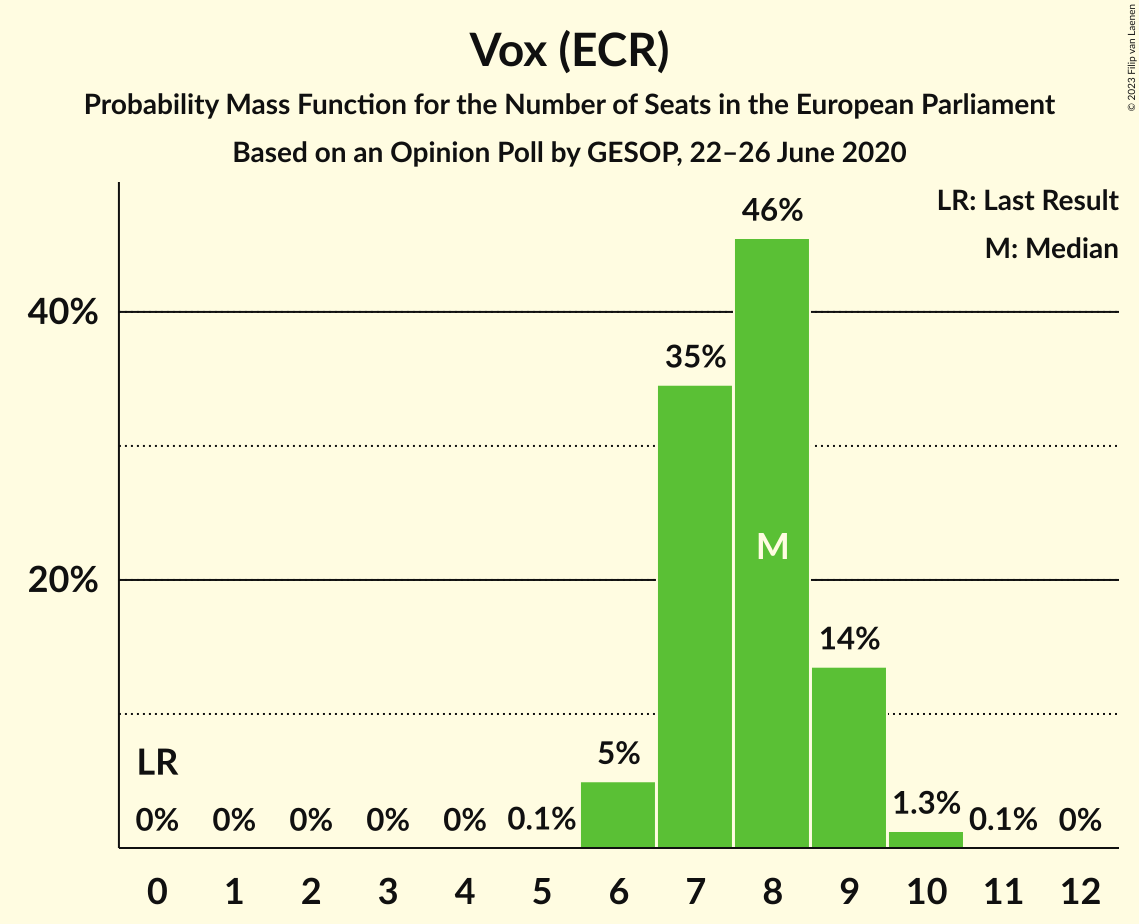 Vox (ECR)
Probability Mass Function for the Number of Seats in the European Parliament
Based on an Opinion Poll by GESOP, 22–26 June 2020
© 2023 Filip van Laenen
LR: Last Result
M: Median
46%
40%
35%
M
20%
14%
LR
5%
1.3%
0% 0% 0% 0% 0% 0.1% 0.1% 0%
0 1 2 3 4 5 6 7 8 9 10 11 12